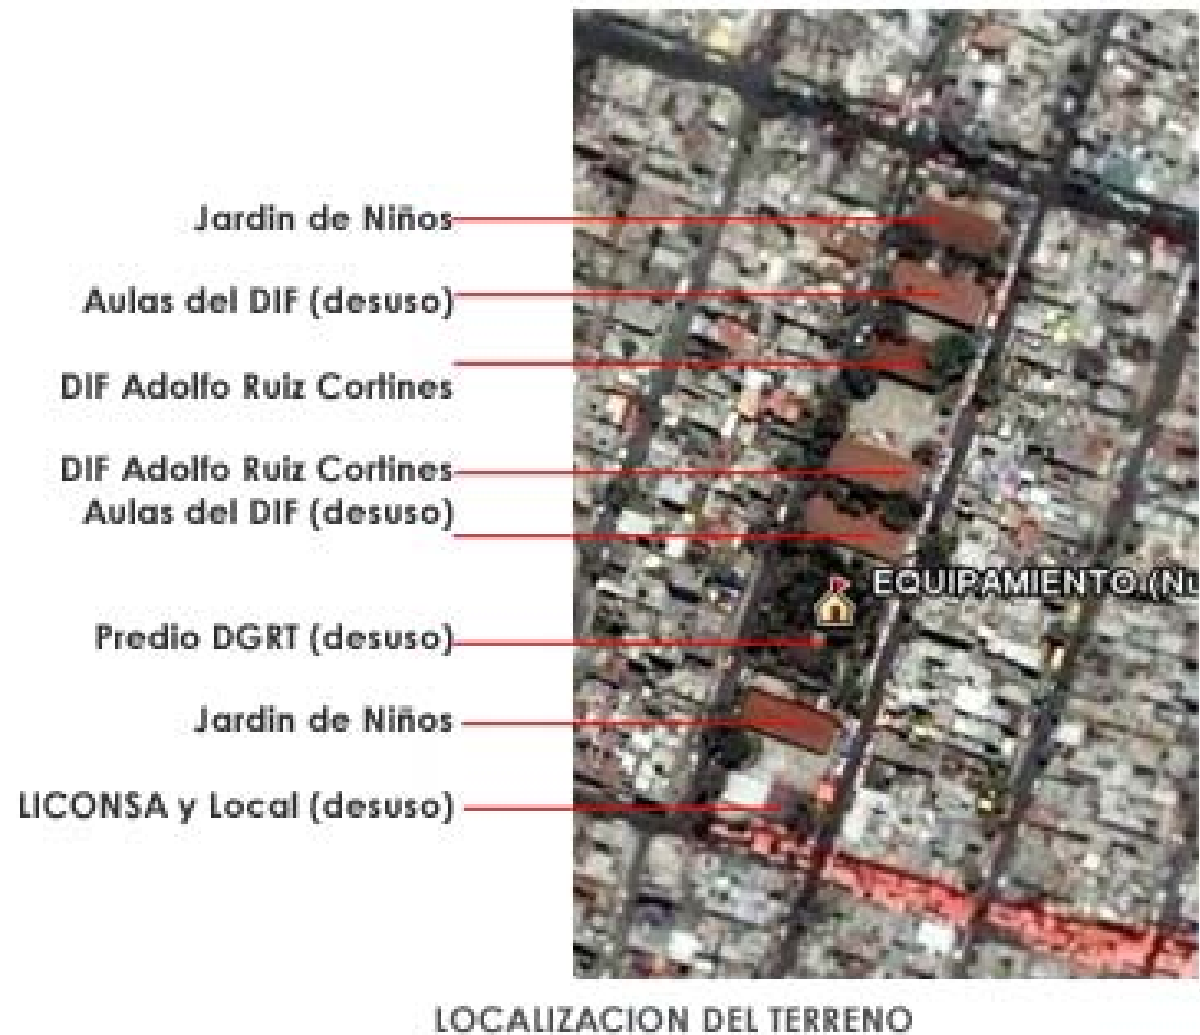 Jardin de Niños
Aulas del DIF (desuso)
DIF Adolfo Ruiz Cortines
DIF Adolfo Ruiz Cortines
Aulas del DIF (desuso)
EQUIPAMIENTO.(Nu
Predio DGRT (desuso)
Jardin de Niños
LICONSA y Local (desuso)
LOCALIZACION DEL TERRENO